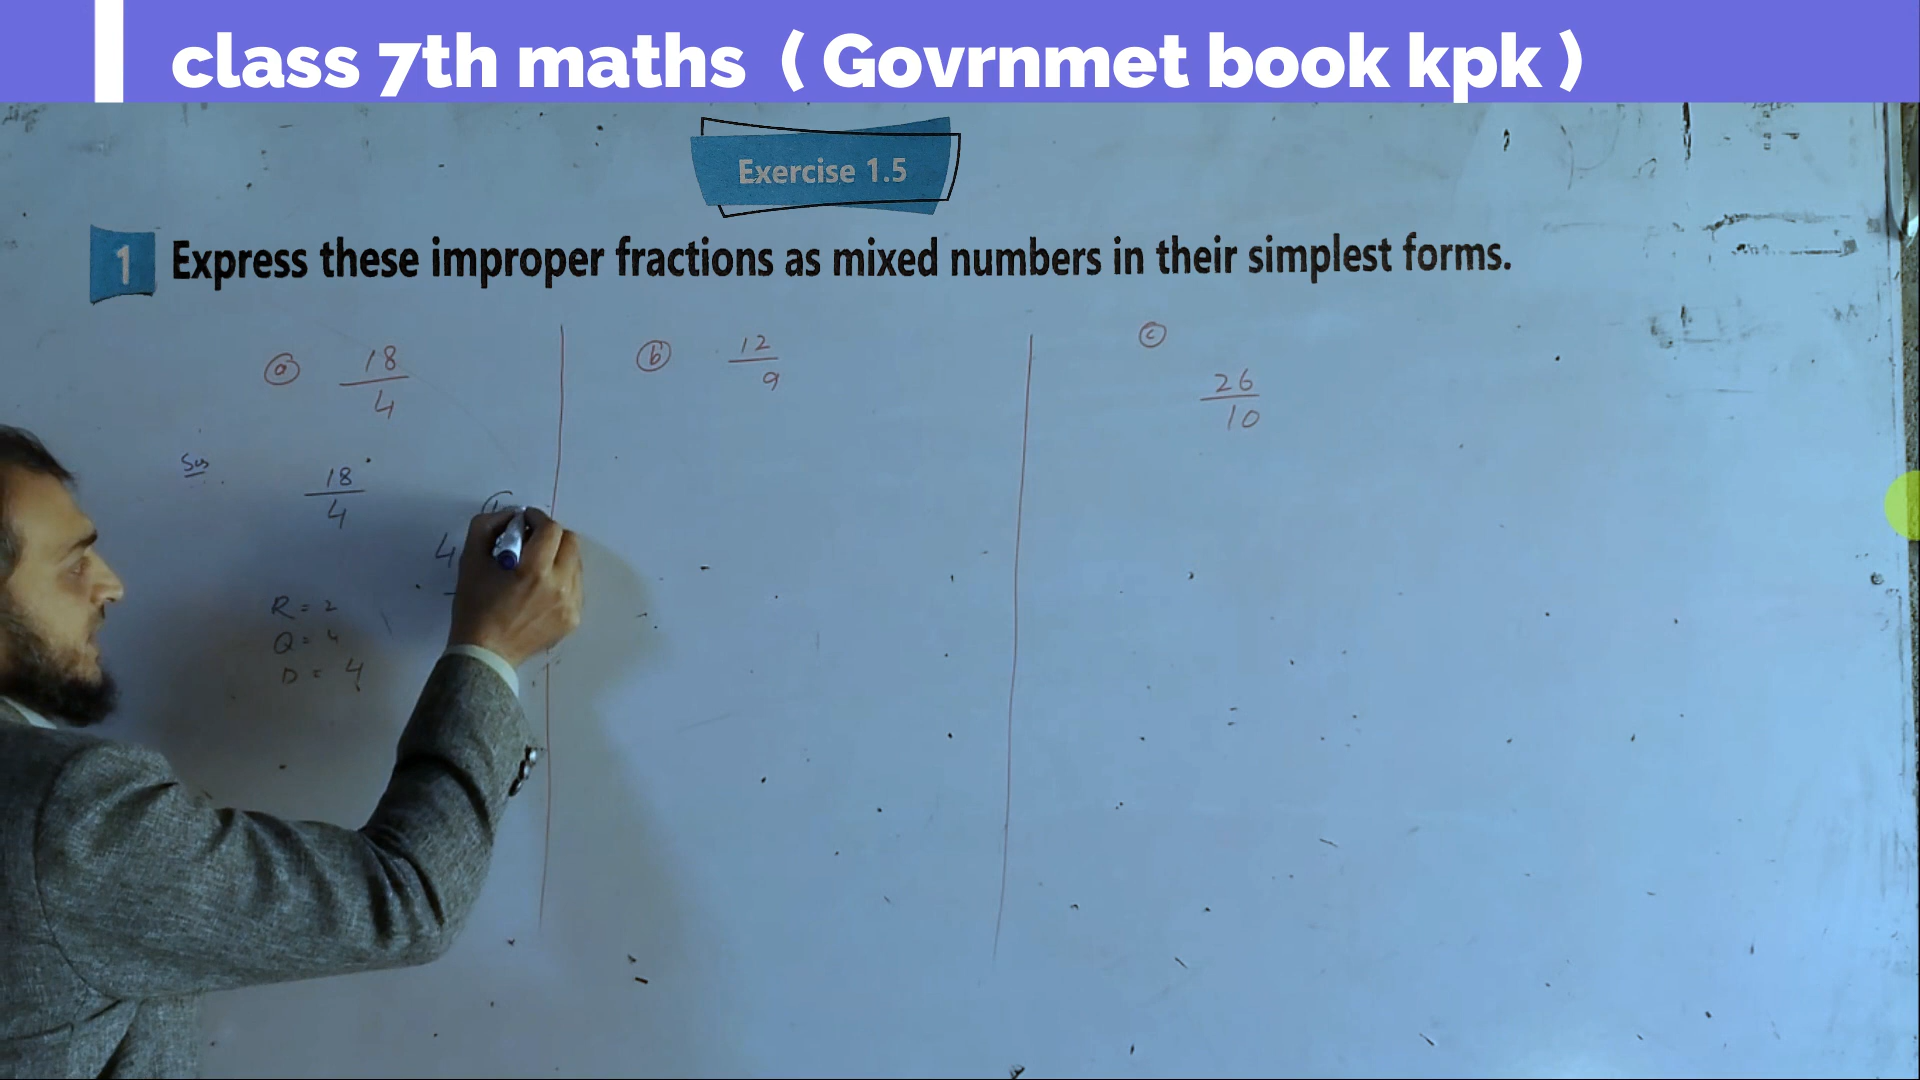 class 7th maths ( Govrnmet book kpk )
Exercise 1.5
1 Express these improper fractions as mixed numbers in their simplest forms.
(a) 18/4
(b) 12/9
(c) 26/10
18/4
4
R = 2
Q = 4
D = 4